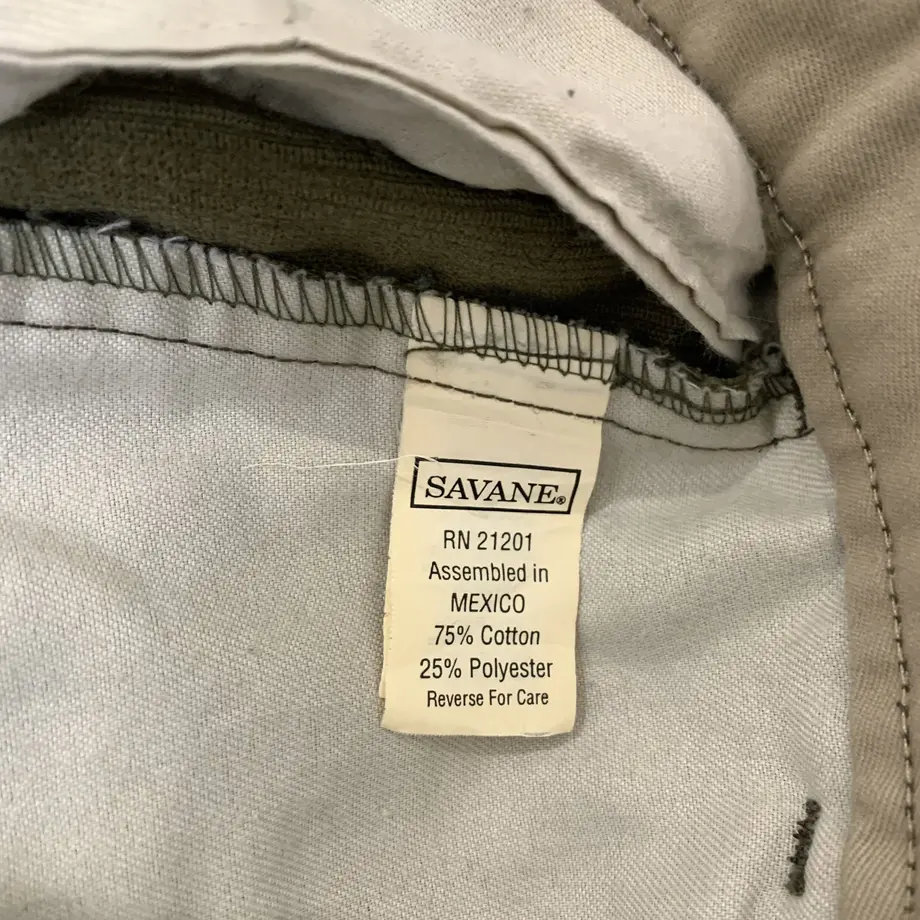 SAVANE®
RN 21201
Assembled in
MEXICO
75% Cotton
25% Polyester
Reverse For Care